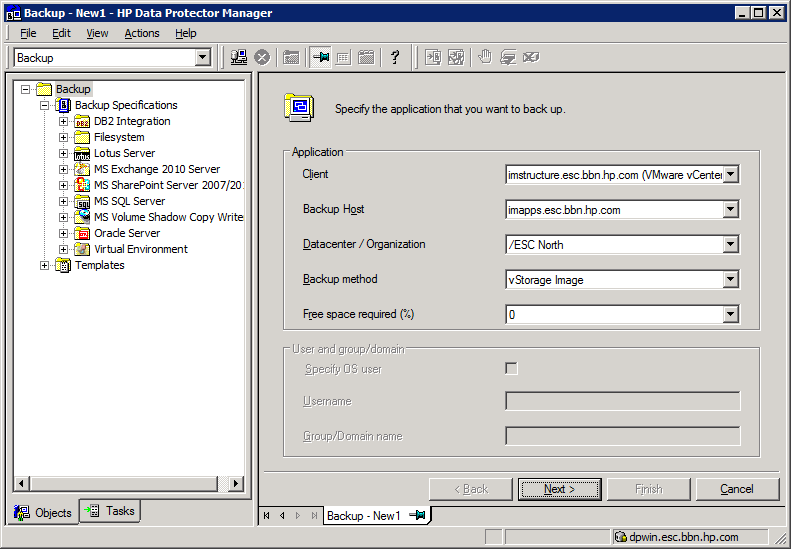 Backup - New1 - HP Data Protector Manager
File Edit View Actions Help
Backup
Backup
Backup Specifications
DB2 Integration
Filesystem
Lotus Server
MS Exchange 2010 Server
MS SharePoint Server 2007/20
MS SQL Server
MS Volume Shadow Copy Write
Oracle Server
Virtual Environment
Templates
Objects
Tasks
Specify the application that you want to back up.
Application
Client
imstructure.esc.bbn.hp.com (VMware vCenter
Backup Host
imapps.esc.bbn.hp.com
Datacenter / Organization
/ESC North
Backup method
vStorage Image
Free space required (%)
0
User and group/domain
Specify OS user
Username
Group/Domain name
< Back
Next >
Finish
Cancel
Backup - New1
dpwin.esc.bbn.hp.com